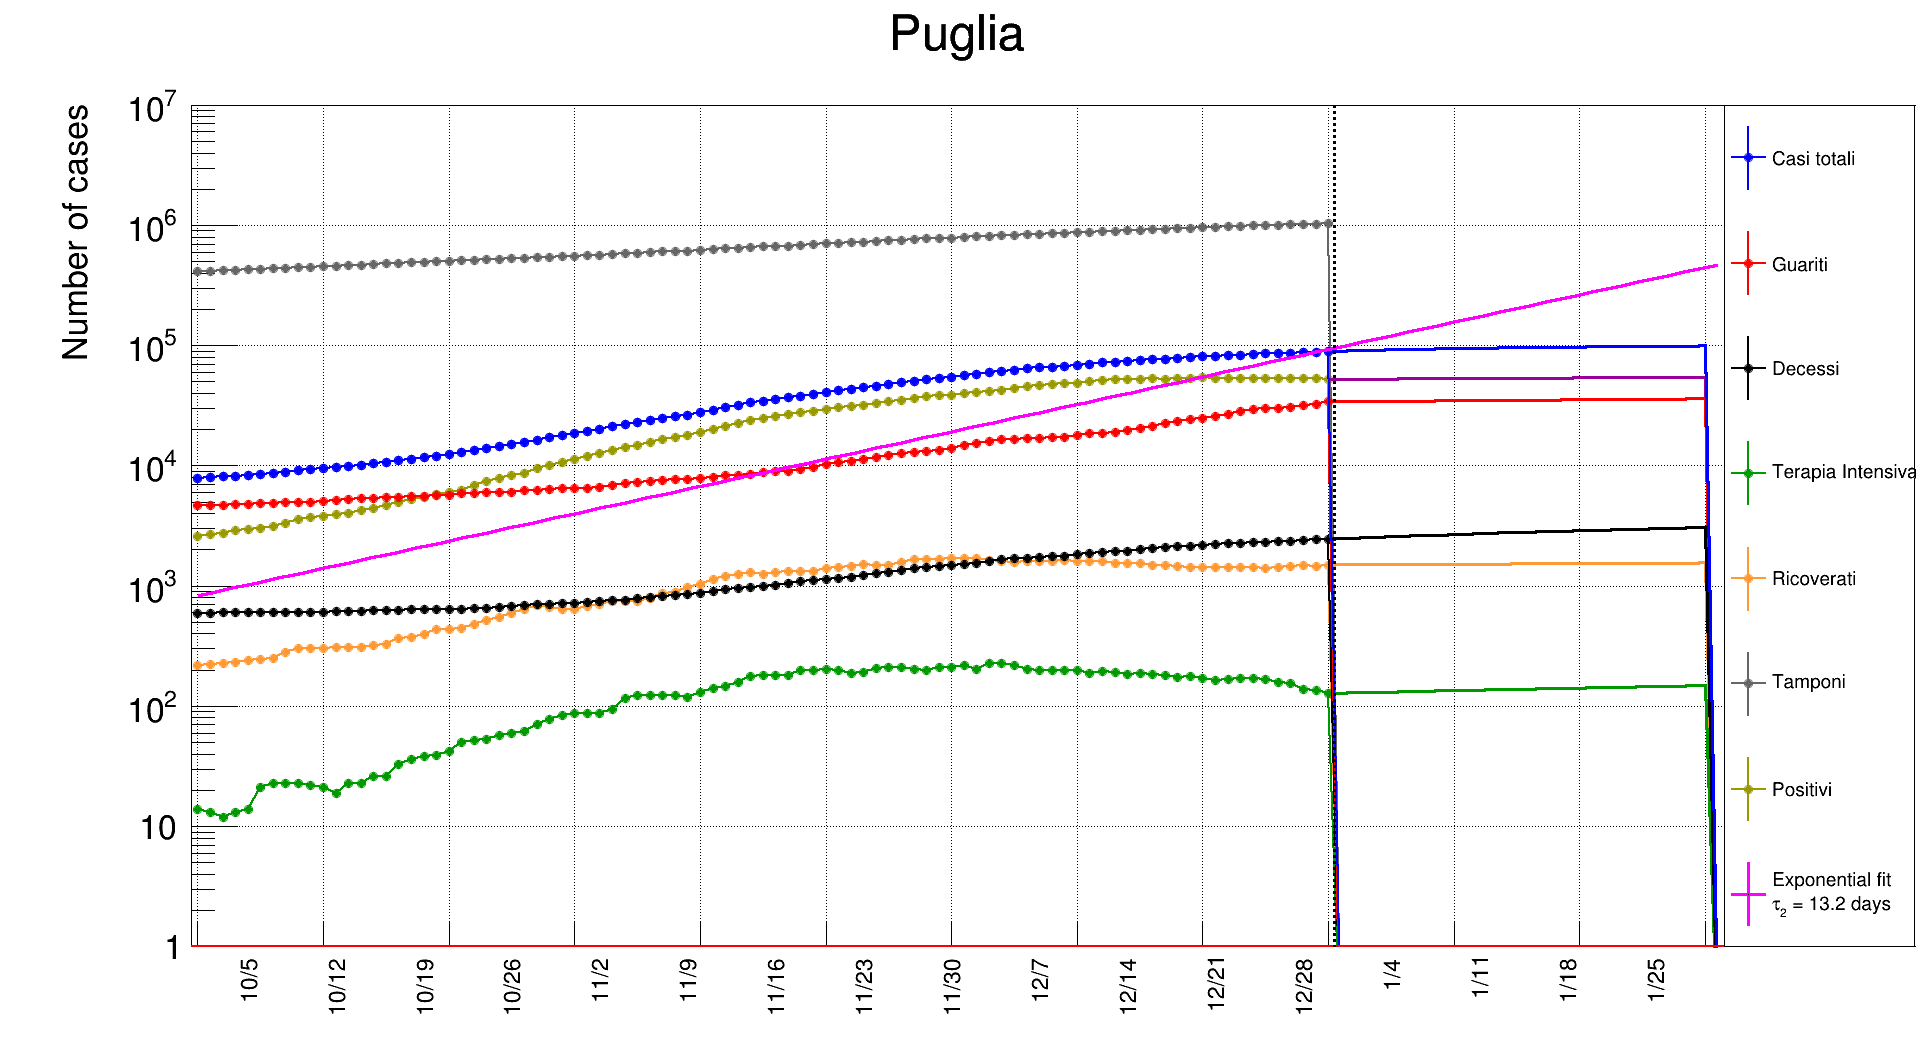 Puglia
Number of cases
10^7
10^6
10^5
10^4
10^3
10^2
10
1
10/5 10/12 10/19 10/26 11/2 11/9 11/16 11/23 11/30 12/7 12/14 12/21 12/28 1/4 1/11 1/18 1/25
Casi totali
Guariti
Decessi
Terapia Intensiva
Ricoverati
Tamponi
Positivi
Exponential fit
τ_2 = 13.2 days